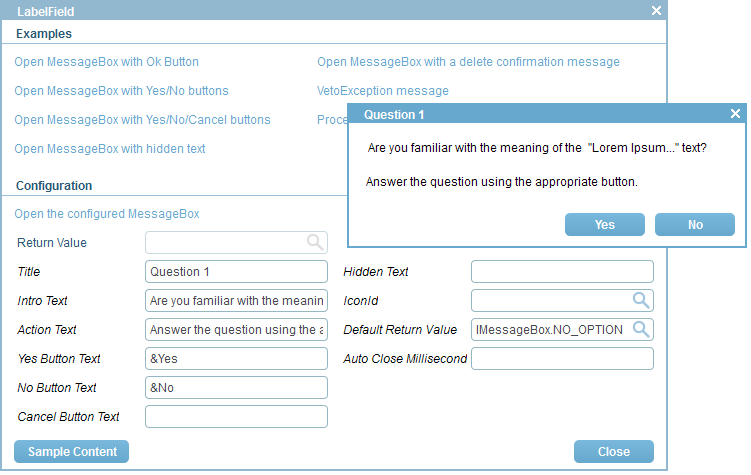 LabelField
Examples
Open MessageBox with Ok Button
Open MessageBox with a delete confirmation message
Open MessageBox with Yes/No buttons
VetoException message
Open MessageBox with Yes/No/Cancel buttons
Open MessageBox with hidden text
Question 1
Are you familiar with the meaning of the "Lorem Ipsum..." text?
Answer the question using the appropriate button.
Yes
No
Configuration
Open the configured MessageBox
Return Value
Title
Question 1
Hidden Text
Intro Text
Are you familiar with the meanin
IconId
Action Text
Answer the question using the a
Default Return Value
IMessageBox.NO_OPTION
Yes Button Text
&Yes
Auto Close Millisecond
No Button Text
&No
Cancel Button Text
Sample Content
Close